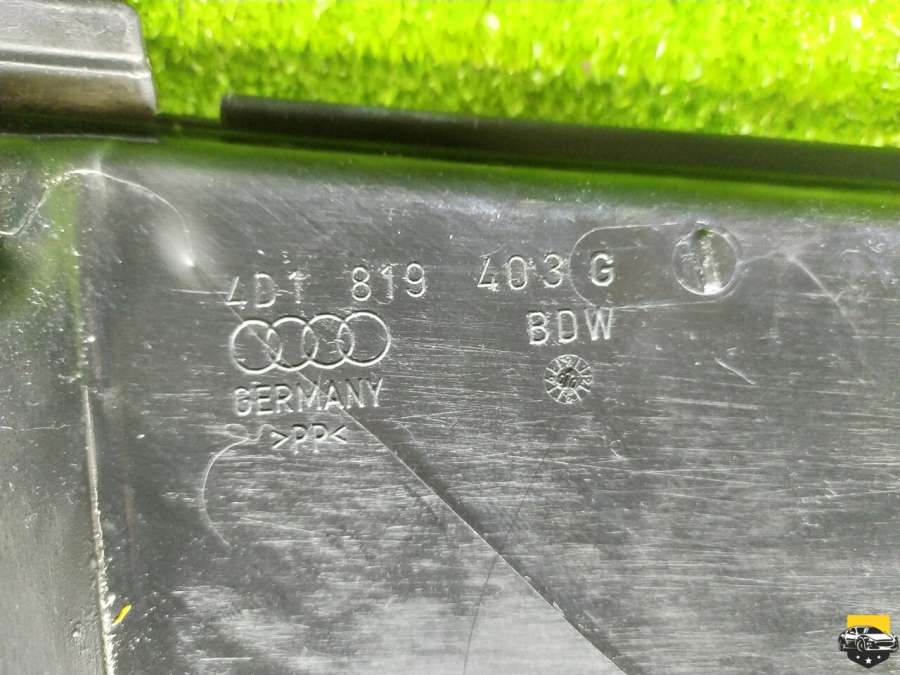 4D1 819 403 G
BDW
GERMANY
>PP<